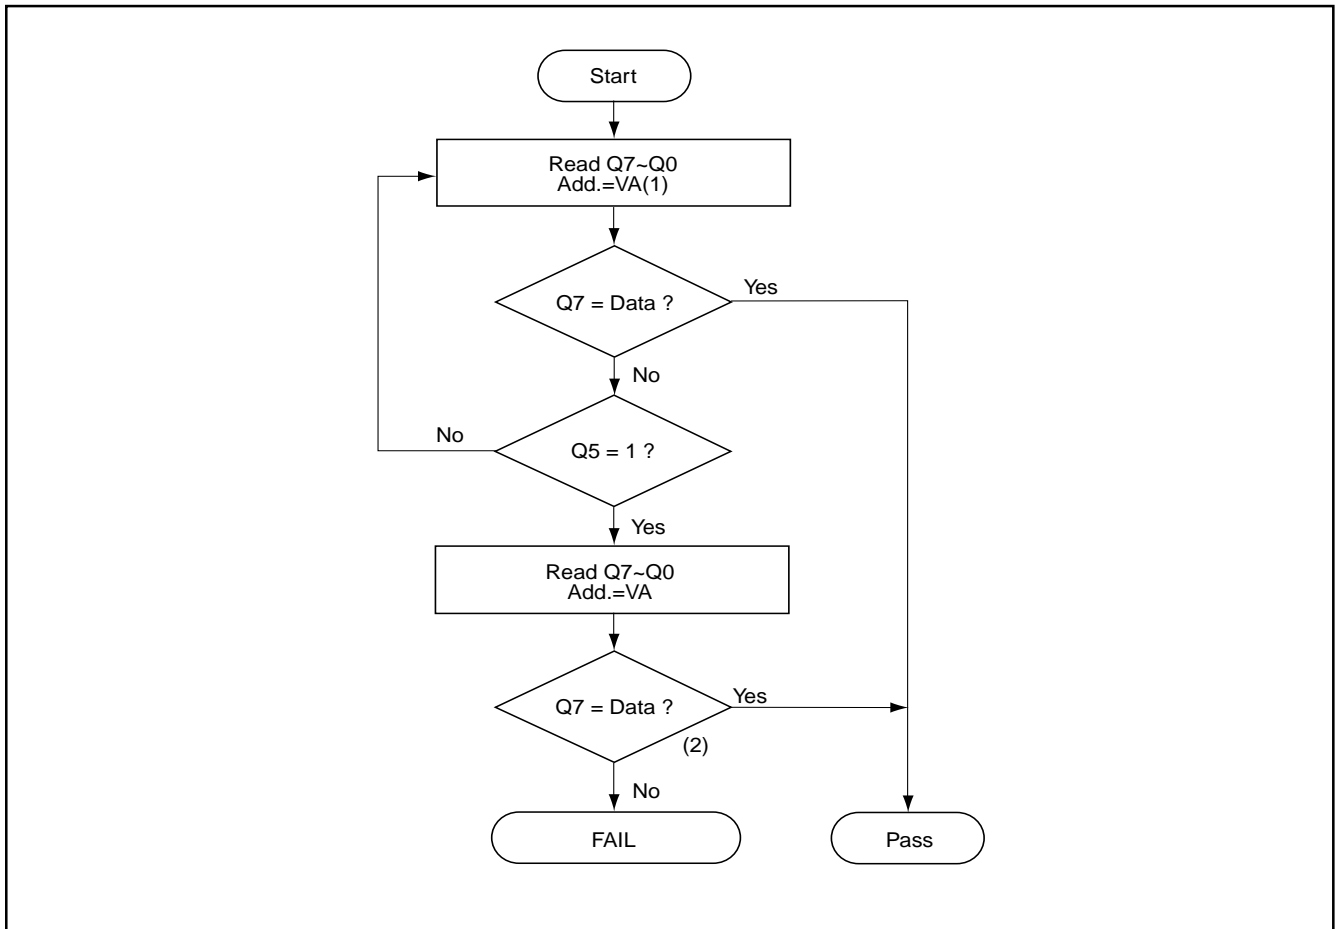 Start
Read Q7~Q0
Add.=VA(1)
Q7 = Data ?
Yes
No
No
Q5 = 1 ?
Yes
Read Q7~Q0
Add.=VA
Q7 = Data ?
Yes
(2)
No
FAIL
Pass